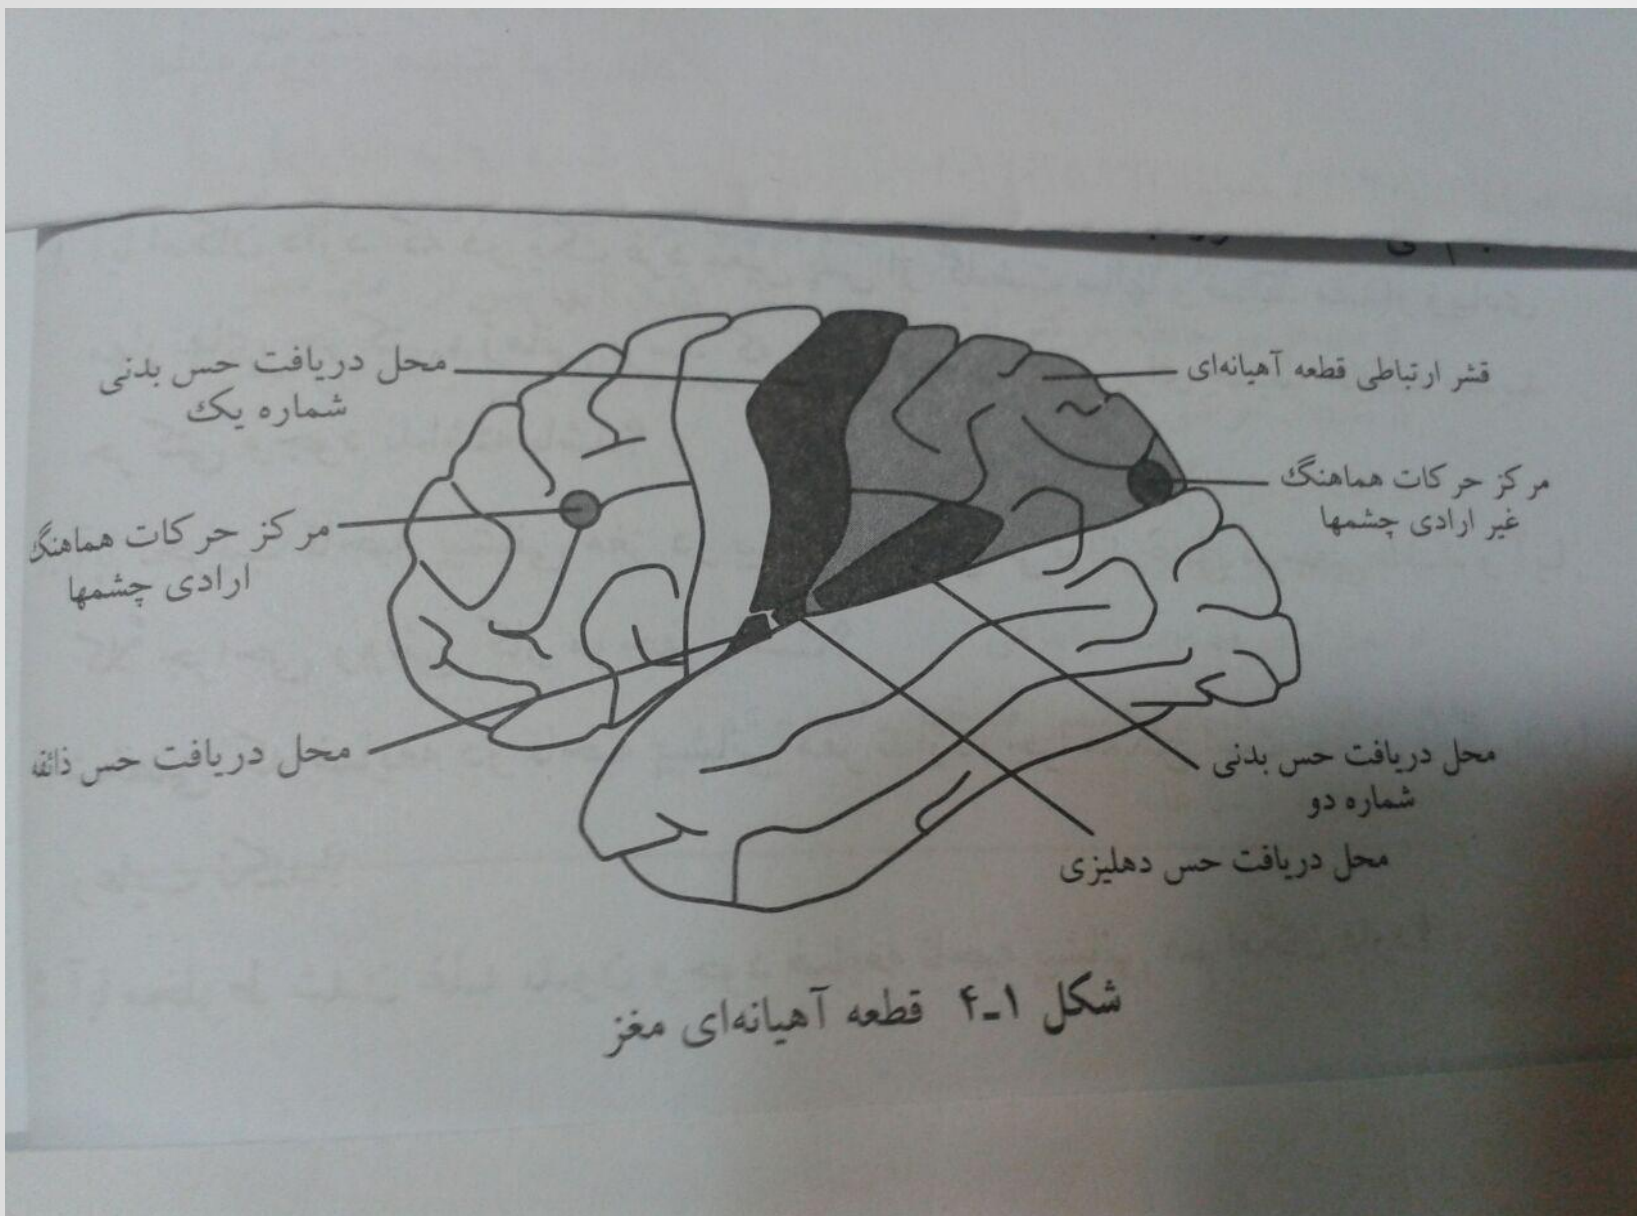 محل دریافت حس بدنی
شماره یک
قشر ارتباطی قطعه آهیانه‌ای
مرکز حرکات هماهنگ
غیر ارادی چشمها
مرکز حرکات هماهنگ
ارادی چشمها
محل دریافت حس ذائقه
محل دریافت حس بدنی
شماره دو
محل دریافت حس دهلیزی
شکل ۱-۴ قطعه آهیانه‌ای مغز